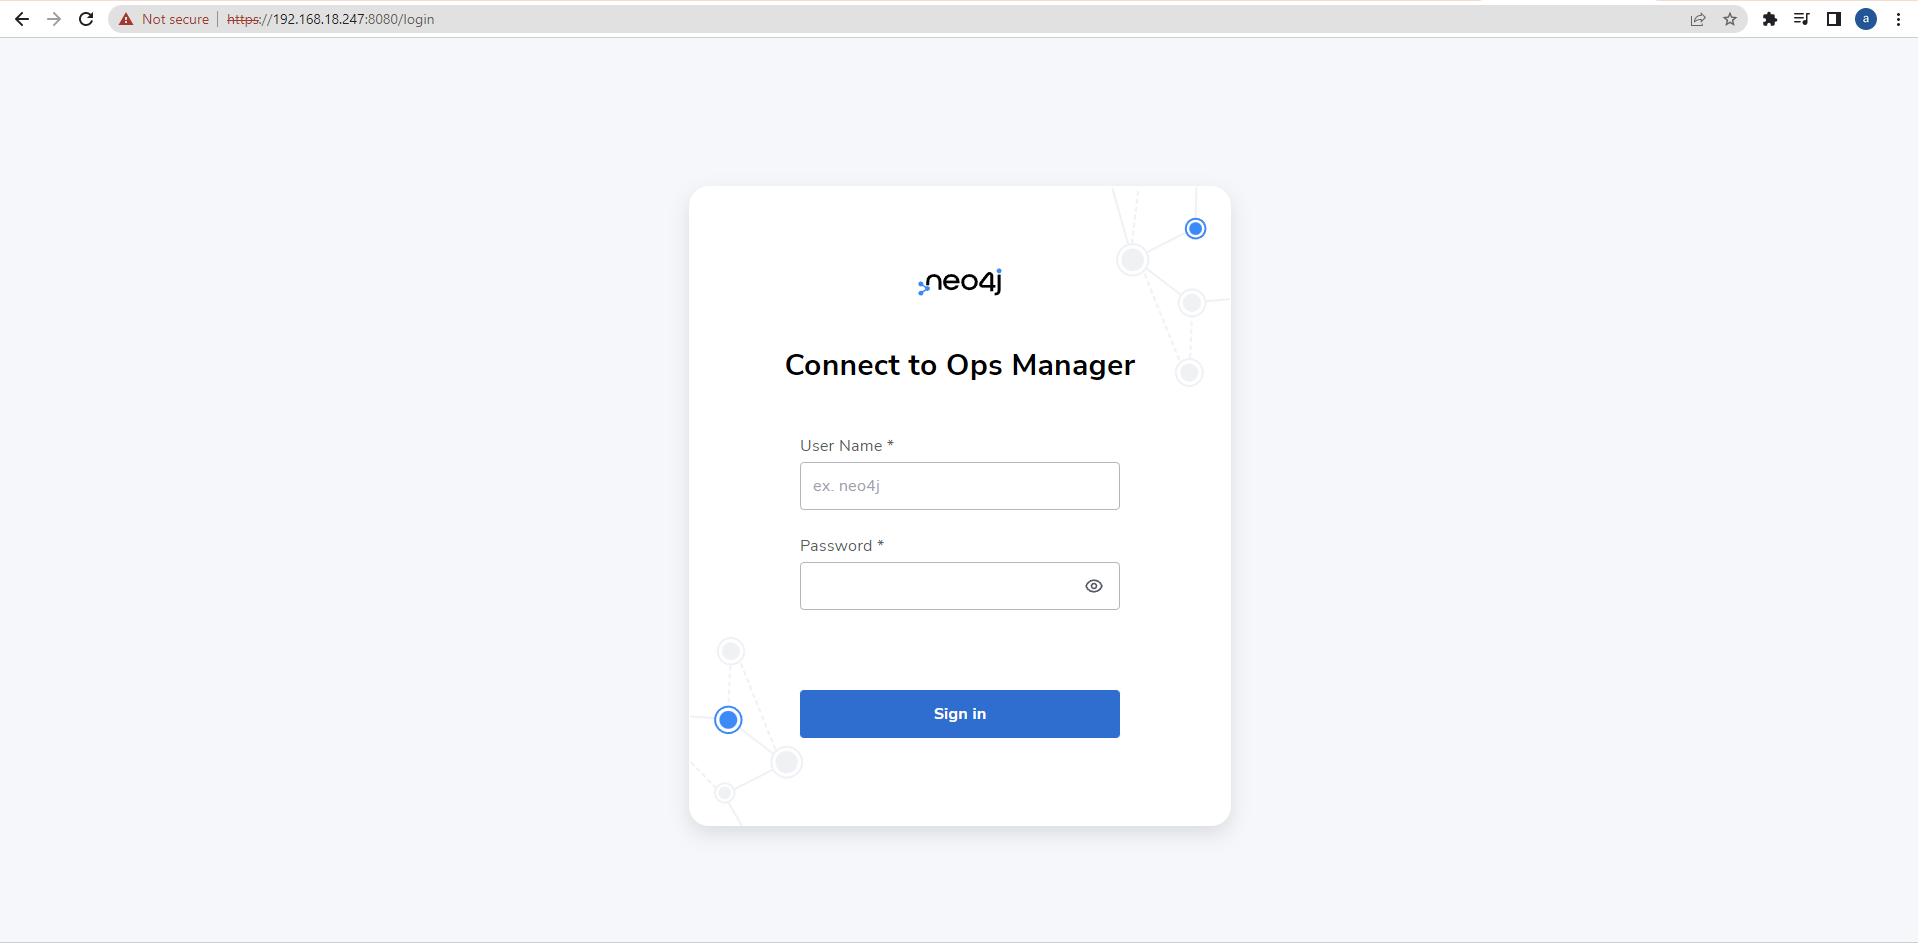 Not secure https://192.168.18.247:8080/login
a
neo4j
Connect to Ops Manager
User Name *
ex. neo4j
Password *
Sign in